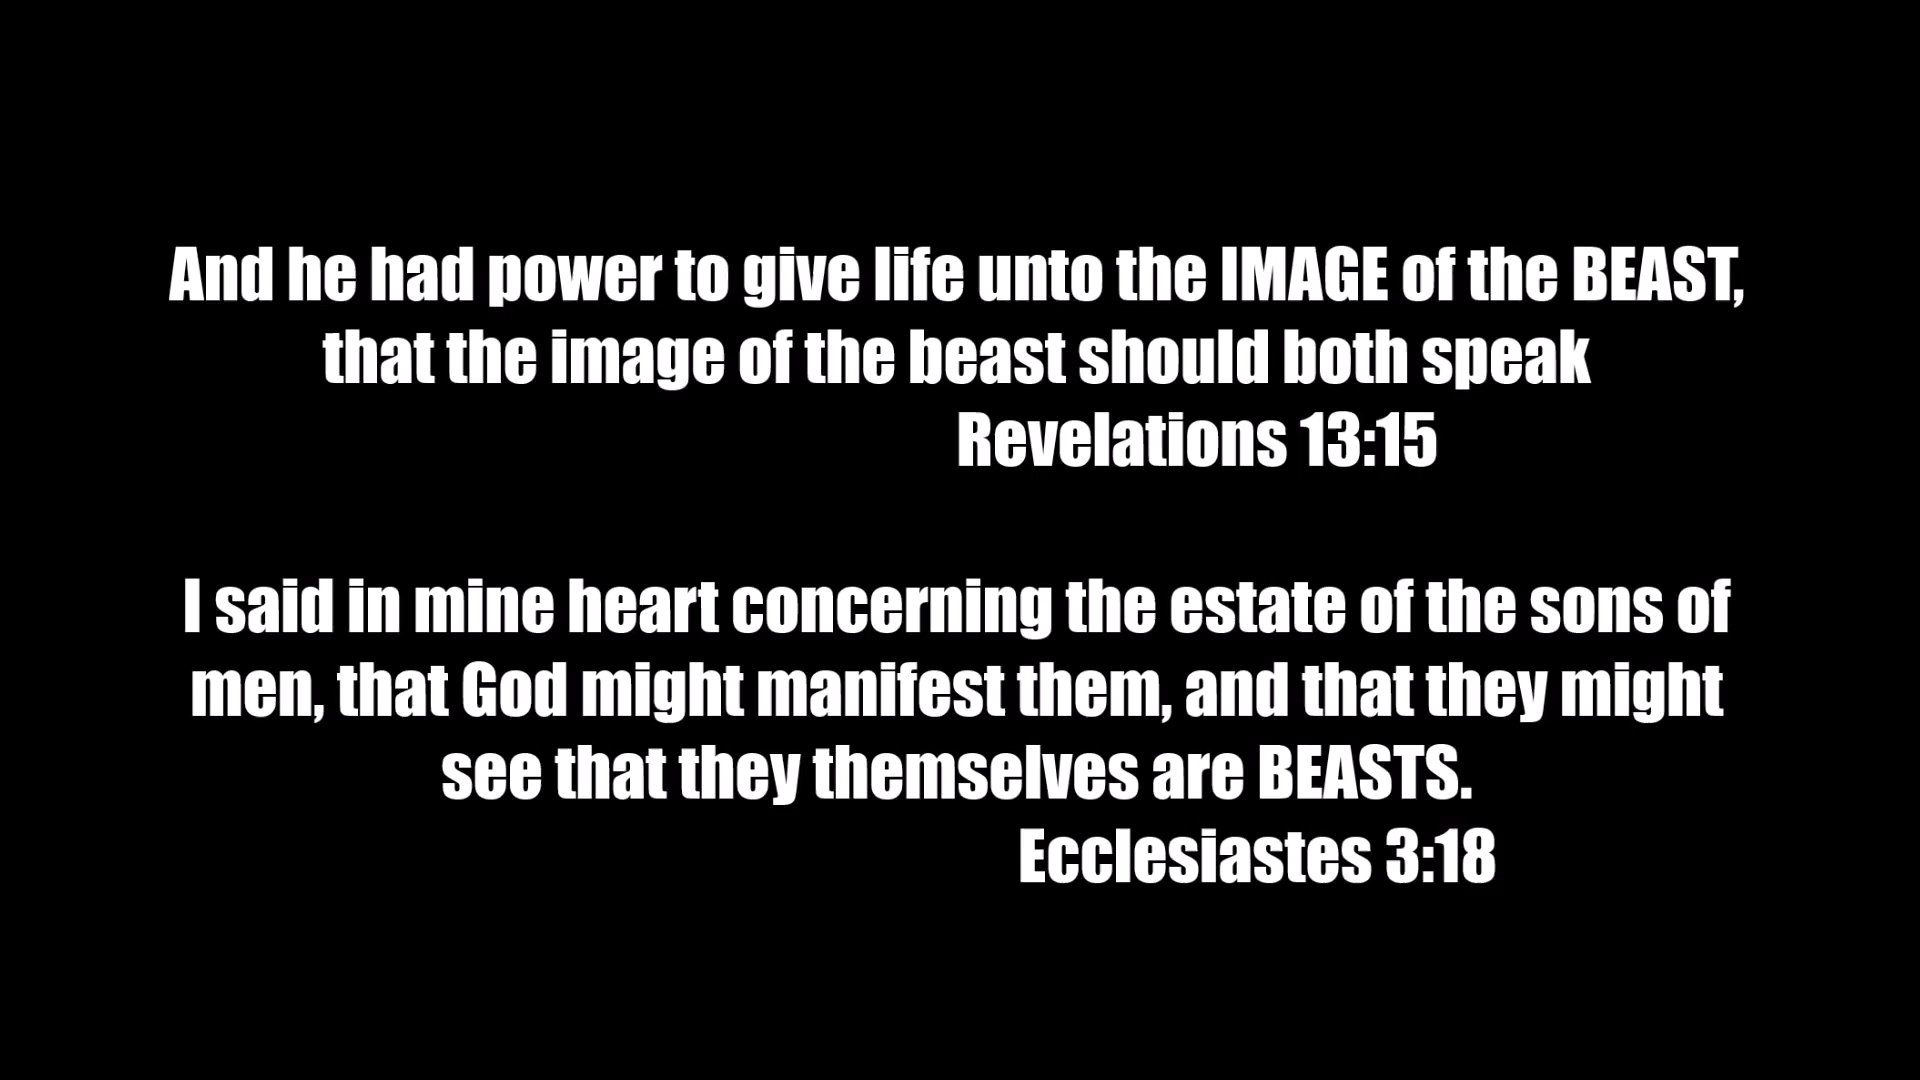 And he had power to give life unto the IMAGE of the BEAST,
that the image of the beast should both speak
Revelations 13:15
I said in mine heart concerning the estate of the sons of
men, that God might manifest them, and that they might
see that they themselves are BEASTS.
Ecclesiastes 3:18